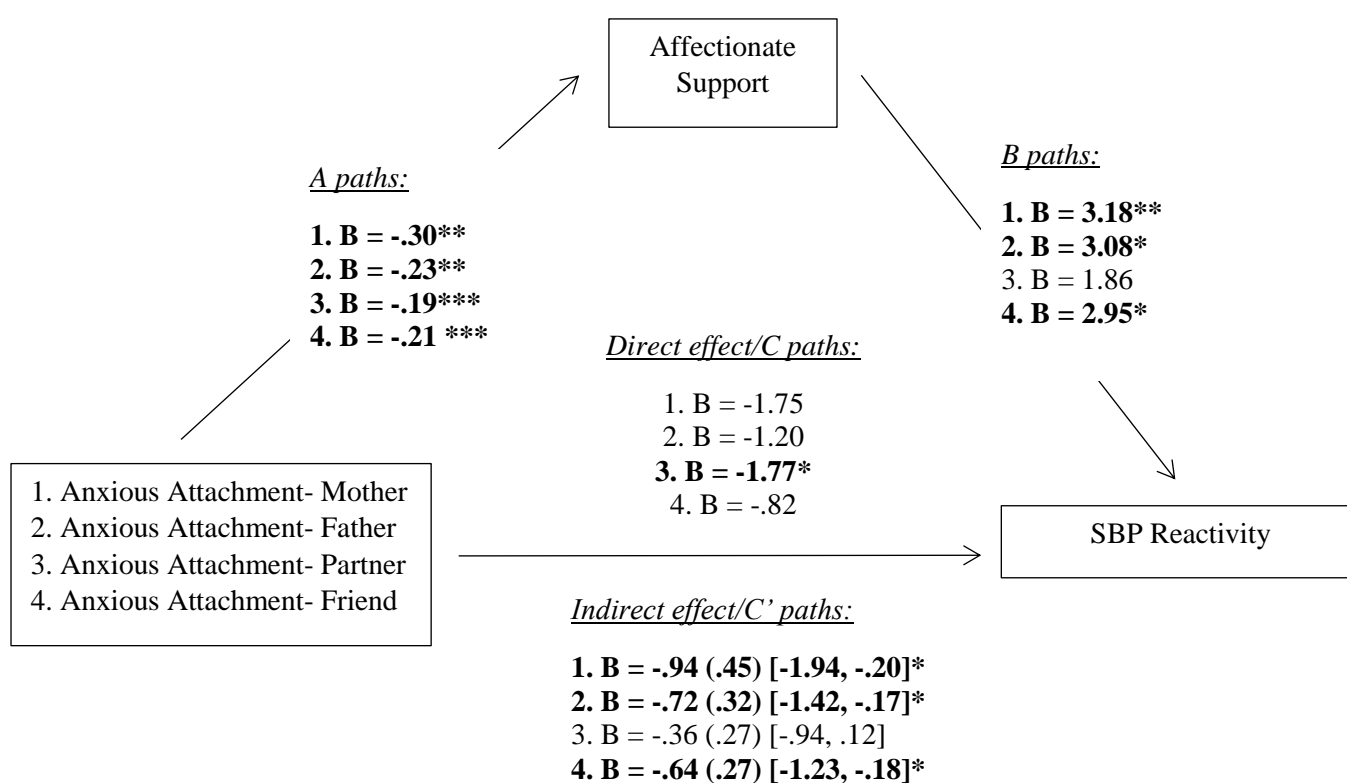 Affectionate
Support
A paths:
1. B = -.30**
2. B = -.23**
3. B = -.19***
4. B = -.21 ***
B paths:
1. B = 3.18**
2. B = 3.08*
3. B = 1.86
4. B = 2.95*
Direct effect/C paths:
1. B = -1.75
2. B = -1.20
3. B = -1.77*
4. B = -.82
1. Anxious Attachment- Mother
2. Anxious Attachment- Father
3. Anxious Attachment- Partner
4. Anxious Attachment- Friend
SBP Reactivity
Indirect effect/C’ paths:
1. B = -.94 (.45) [-1.94, -.20]*
2. B = -.72 (.32) [-1.42, -.17]*
3. B = -.36 (.27) [-.94, .12]
4. B = -.64 (.27) [-1.23, -.18]*